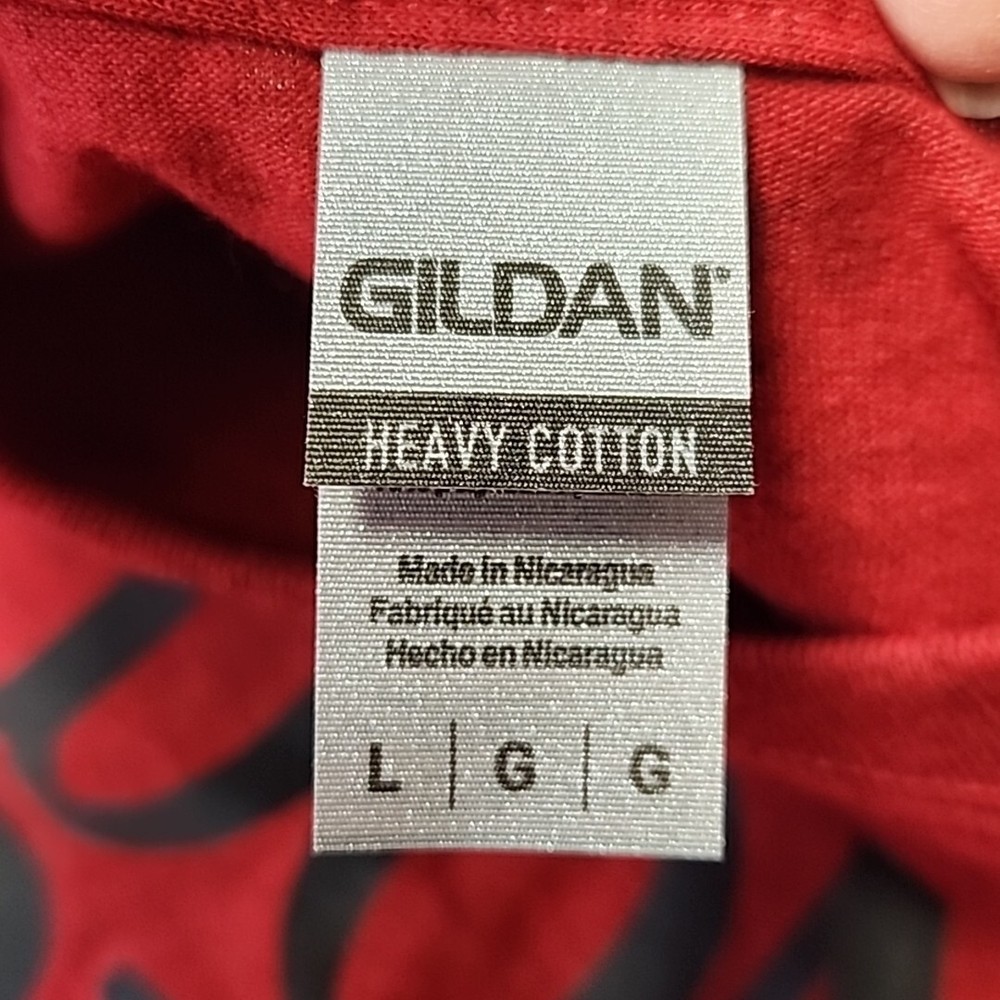 GILDAN®
HEAVY COTTON
Made in Nicaragua
Fabriqué au Nicaragua
Hecho en Nicaragua
L | G | G